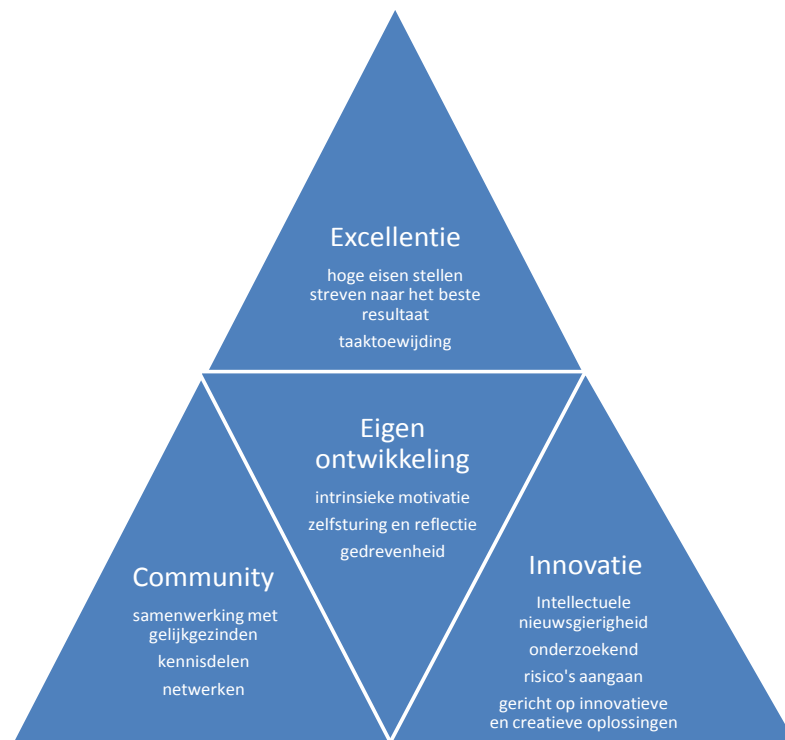 Excellentie
hoge eisen stellen
streven naar het beste
resultaat
taaktoewijding
Eigen
ontwikkeling
intrinsieke motivatie
zelfsturing en reflectie
gedrevenheid
Community
samenwerking met
gelijkgezinden
kennisdelen
netwerken
Innovatie
Intellectuele
nieuwsgierigheid
onderzoekend
risico's aangaan
gericht op innovatieve
en creatieve oplossingen